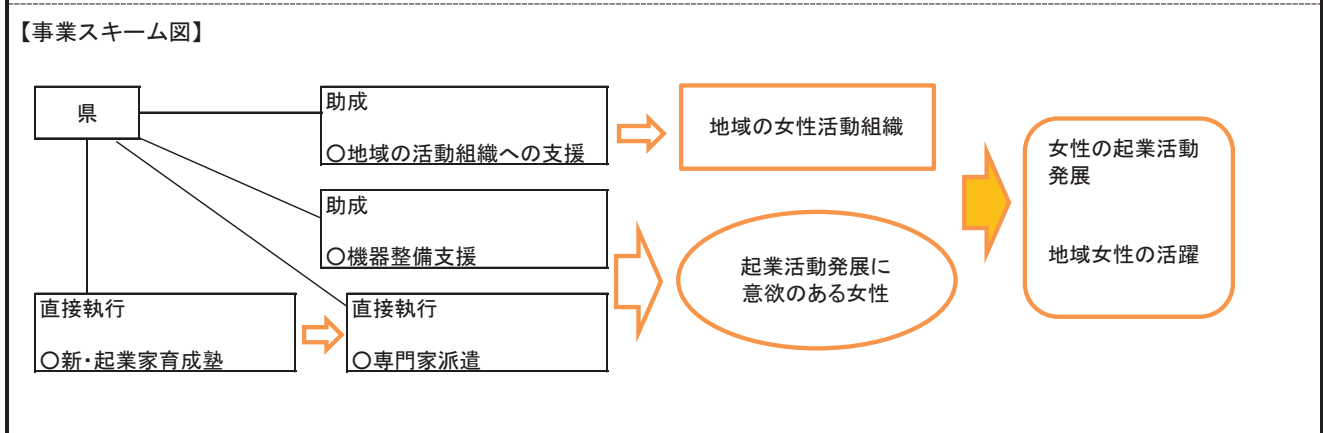 【事業スキーム図】
県
助成
〇地域の活動組織への支援
地域の女性活動組織
助成
〇機器整備支援
起業活動発展に
意欲のある女性
直接執行
〇新・起業家育成塾
直接執行
〇専門家派遣
女性の起業活動
発展
地域女性の活躍